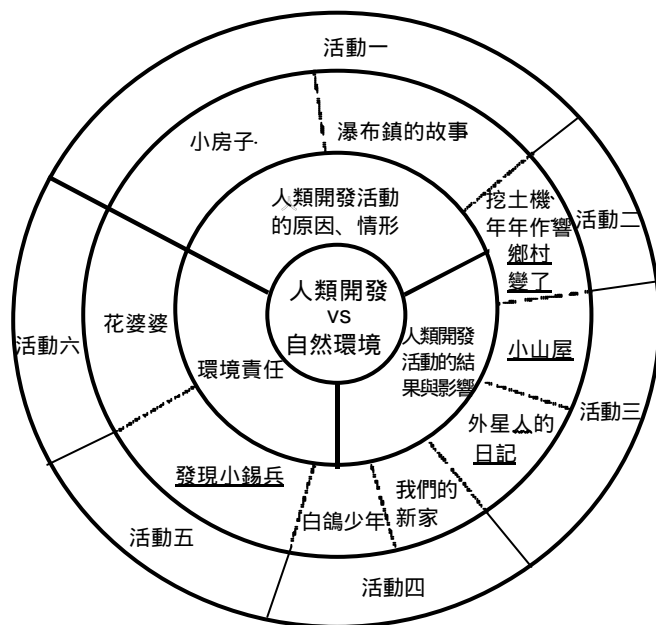 活動一
小房子
瀑布鎮的故事
人類開發活動
的原因、情形
挖土機
年年作響
鄉村
變了
活動二
人類開發
vs
自然環境
花婆婆
活動六
環境責任
人類開發
活動的結
果與影響
小山屋
活動三
外星人的
日記
發現小錫兵
白鴿少年
我們的
新家
活動五
活動四